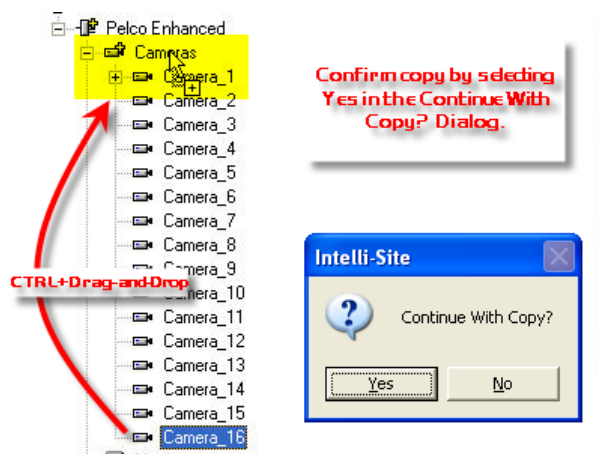 Pelco Enhanced
Cameras
Camera_1
Camera_2
Camera_3
Camera_4
Camera_5
Camera_6
Camera_7
Camera_8
Camera_9
CTRL+Drag-and-Drop
Camera_10
Camera_11
Camera_12
Camera_13
Camera_14
Camera_15
Camera_16
Confirm copy by selecting
Yes in the Continue With
Copy? Dialog.
Intelli-Site
Continue With Copy?
Yes
No